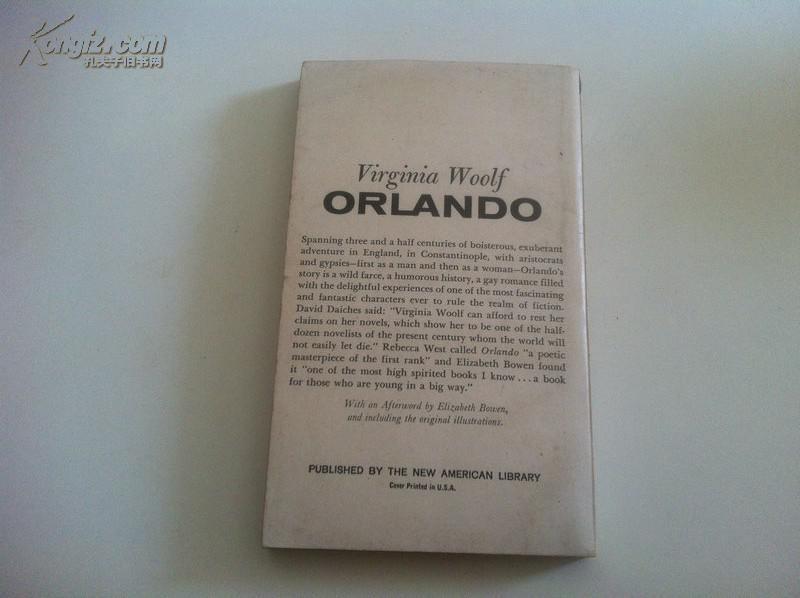 Kongfz.com
孔夫子旧书网
Virginia Woolf
ORLANDO
Spanning three and a half centuries of boisterous, exuberant
adventure in England, in Constantinople, with aristocrats
and gypsies—first as a man and then as a woman—Orlando's
story is a wild farce, a humorous history, a gay romance filled
with the delightful experiences of one of the most fascinating
and fantastic characters ever to rule the realm of fiction.
David Daiches said: "Virginia Woolf can afford to rest her
claims on her novels, which show her to be one of the half-
dozen novelists of the present century whom the world will
not easily let die." Rebecca West called Orlando "a poetic
masterpiece of the first rank" and Elizabeth Bowen found
it "one of the most high spirited books I know . . . a book
for those who are young in a big way."
With an Afterword by Elizabeth Bowen,
and including the original illustrations.
PUBLISHED BY THE NEW AMERICAN LIBRARY
Cover Printed in U.S.A.